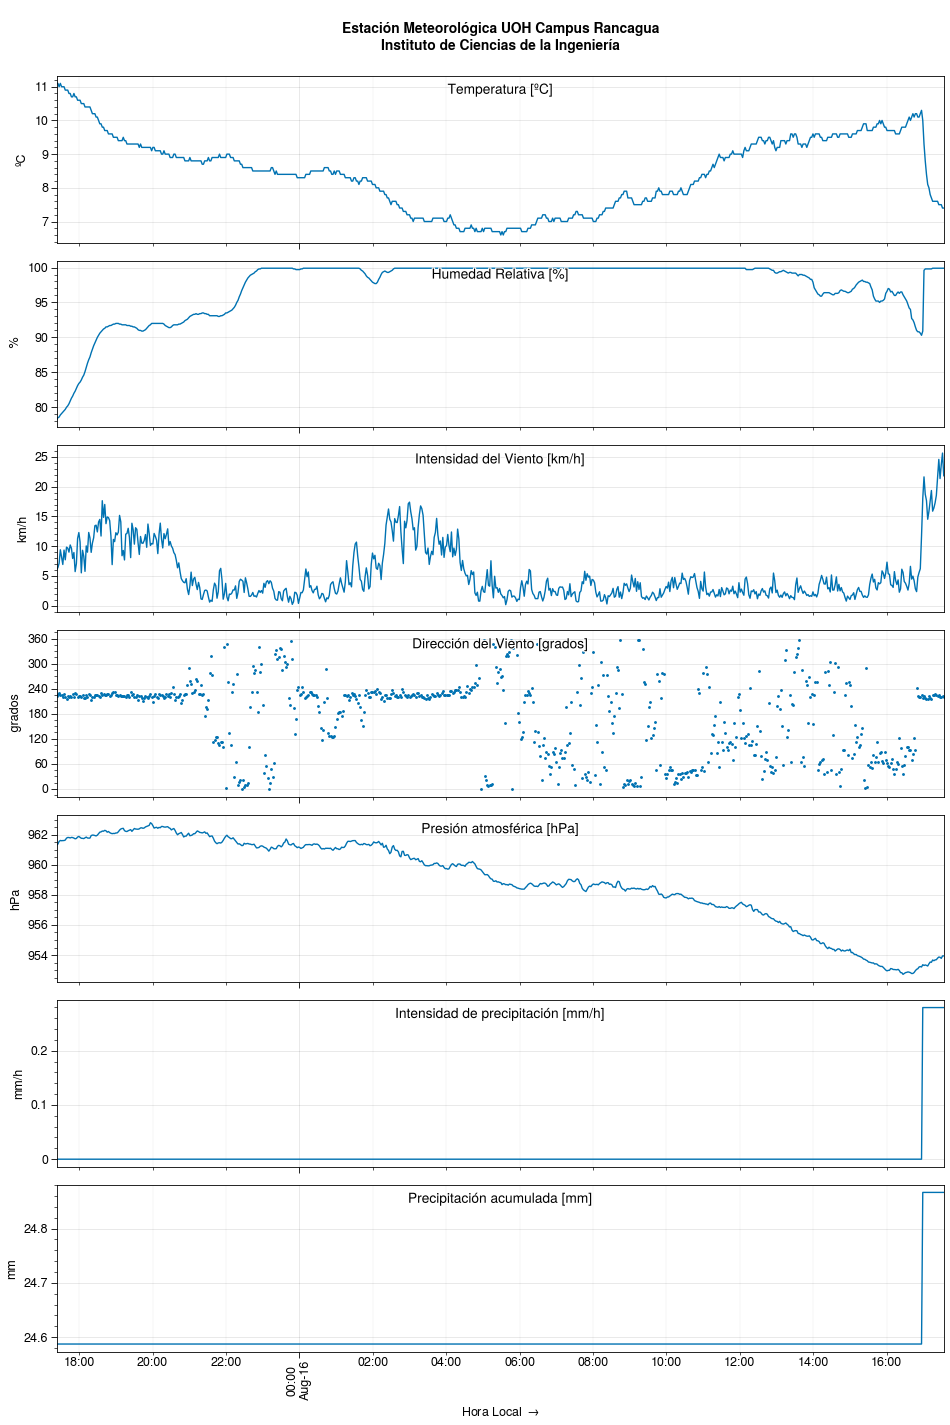 Estación Meteorológica UOH Campus Rancagua
Instituto de Ciencias de la Ingeniería
Temperatura [ºC]
11
10
9
8
7
ºC
Humedad Relativa [%]
100
95
90
85
80
%
Intensidad del Viento [km/h]
25
20
15
10
5
0
km/h
Dirección del Viento [grados]
360
300
240
180
120
60
0
grados
Presión atmosférica [hPa]
962
960
958
956
954
hPa
Intensidad de precipitación [mm/h]
0.2
0.1
0
mm/h
Precipitación acumulada [mm]
24.8
24.7
24.6
mm
18:00 20:00 22:00 00:00 02:00 04:00 06:00 08:00 10:00 12:00 14:00 16:00
Aug-16
Hora Local →